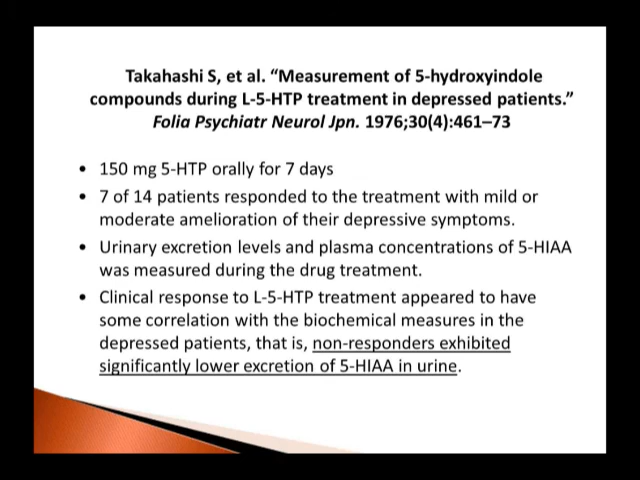 Takahashi S, et al. “Measurement of 5-hydroxyindole
compounds during L-5-HTP treatment in depressed patients.”
Folia Psychiatr Neurol Jpn. 1976;30(4):461–73
• 150 mg 5-HTP orally for 7 days
• 7 of 14 patients responded to the treatment with mild or
moderate amelioration of their depressive symptoms.
• Urinary excretion levels and plasma concentrations of 5-HIAA
was measured during the drug treatment.
• Clinical response to L-5-HTP treatment appeared to have
some correlation with the biochemical measures in the
depressed patients, that is, non-responders exhibited
significantly lower excretion of 5-HIAA in urine.